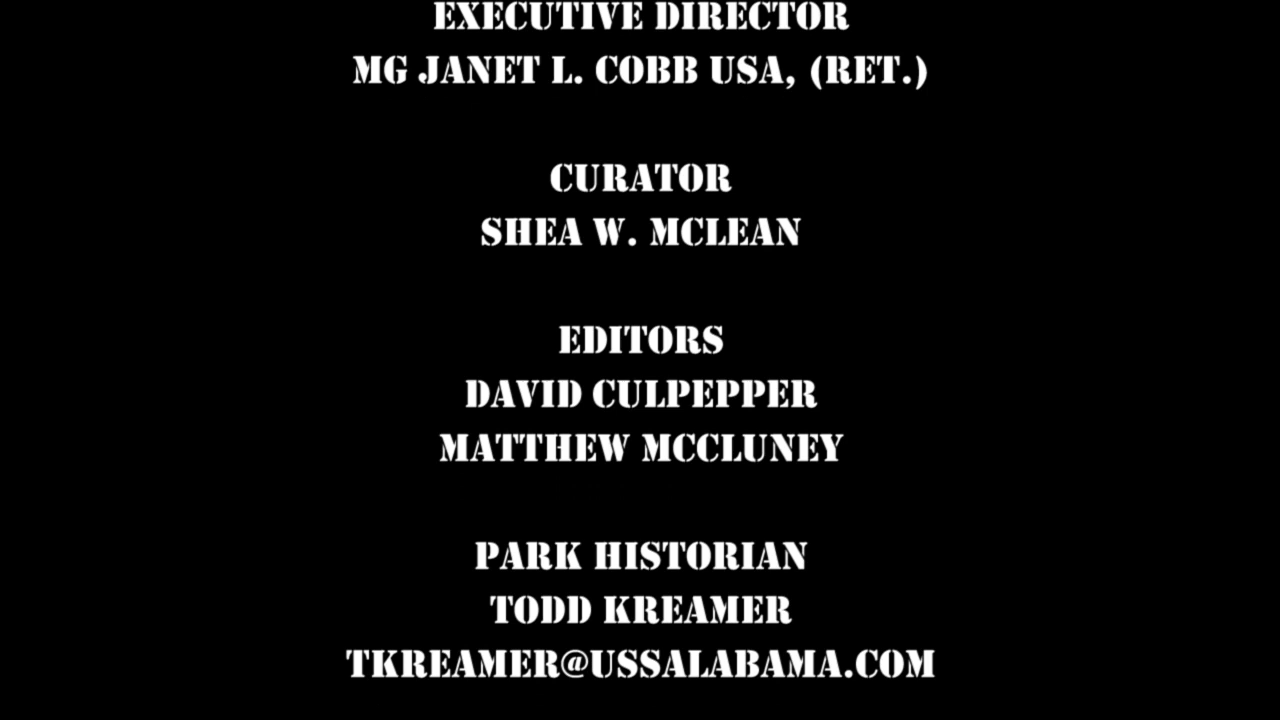 EXECUTIVE DIRECTOR
MG JANET L. COBB USA, (RET.)
CURATOR
SHEA W. MCLEAN
EDITORS
DAVID CULPEPPER
MATTHEW MCCLUNEY
PARK HISTORIAN
TODD KREAMER
TKREAMER@USSALABAMA.COM